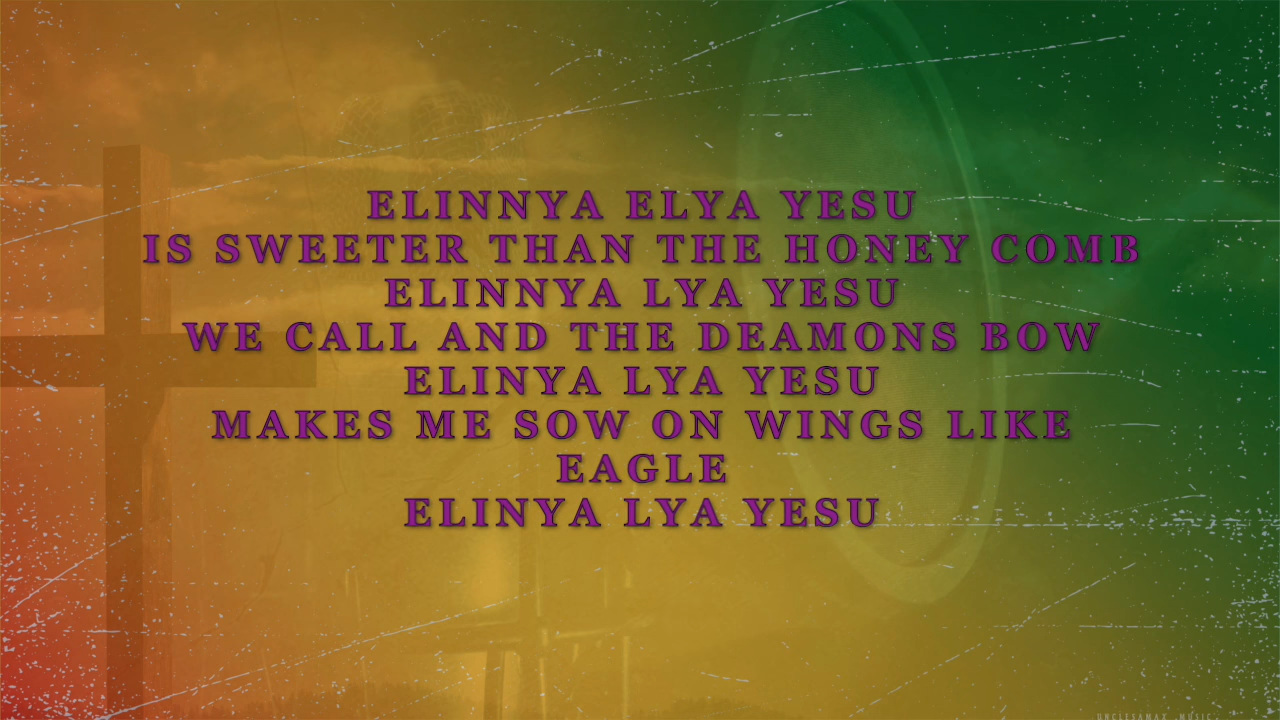 ELINNYA ELYA YESU
IS SWEETER THAN THE HONEY COMB
ELINNYA LYA YESU
WE CALL AND THE DEAMONS BOW
ELINYA LYA YESU
MAKES ME SOW ON WINGS LIKE
EAGLE
ELINYA LYA YESU